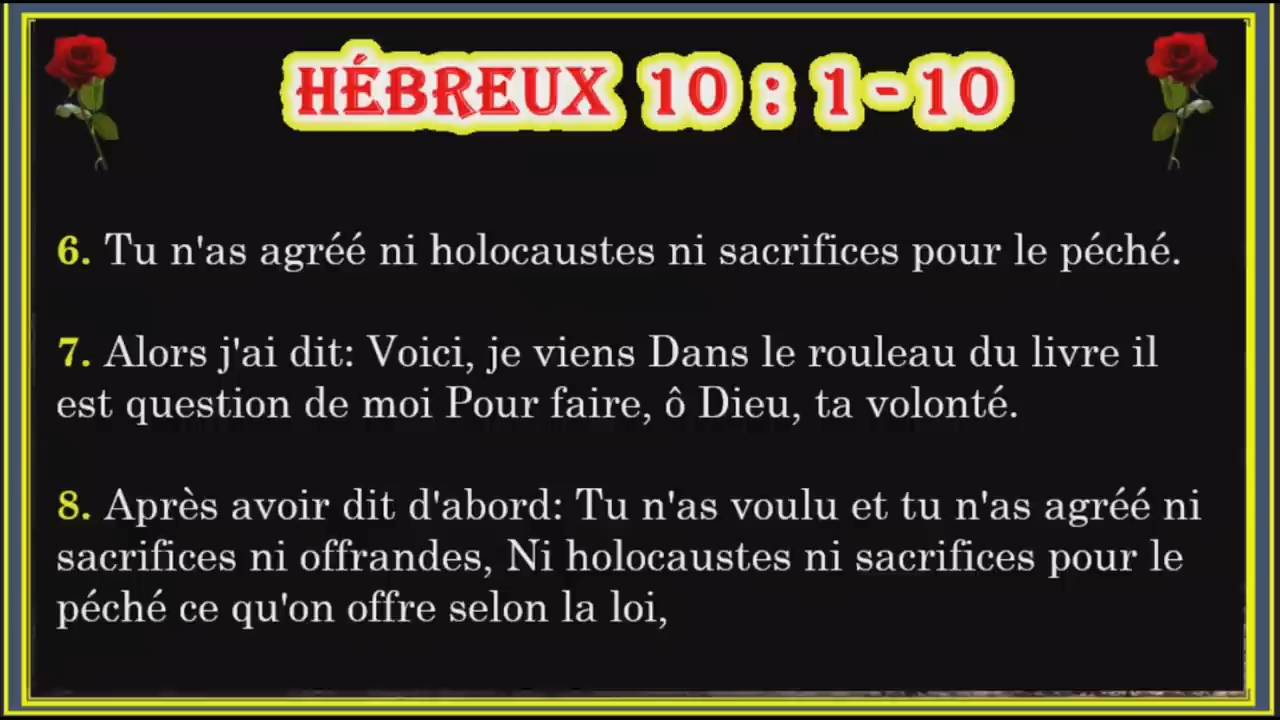 HÉBREUX 10 : 1 - 10
6. Tu n'as agréé ni holocaustes ni sacrifices pour le péché.
7. Alors j'ai dit: Voici, je viens Dans le rouleau du livre il
est question de moi Pour faire, ô Dieu, ta volonté.
8. Après avoir dit d'abord: Tu n'as voulu et tu n'as agréé ni
sacrifices ni offrandes, Ni holocaustes ni sacrifices pour le
péché ce qu'on offre selon la loi,